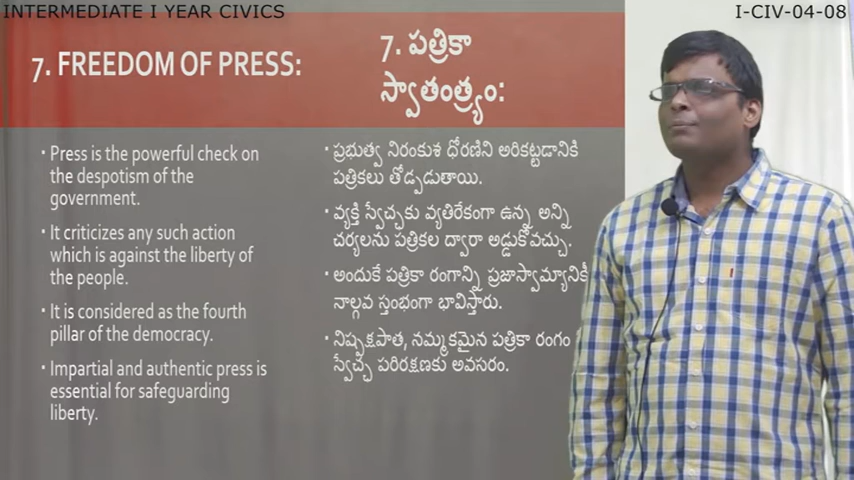 INTERMEDIATE I YEAR CIVICS
I-CIV-04-08
7. FREEDOM OF PRESS:
7. పత్రికా
స్వాతంత్ర్యం:
• Press is the powerful check on
the despotism of the
government.
• It criticizes any such action
which is against the liberty of
the people.
• It is considered as the fourth
pillar of the democracy.
• Impartial and authentic press is
essential for safeguarding
liberty.
• ప్రభుత్వ నిరంకుశ ధోరణిని అరికట్టడానికి
పత్రికలు తోడ్పడుతాయి.
• వ్యక్తి స్వేచ్ఛకు వ్యతిరేకంగా ఉన్న అన్ని
చర్యలను పత్రికల ద్వారా అడ్డుకోవచ్చు.
• అందుకే పత్రికా రంగాన్ని ప్రజాస్వామ్యానికి
నాల్గవ స్తంభంగా భావిస్తారు.
• నిష్పక్షపాత, నమ్మకమైన పత్రికా రంగం
స్వేచ్ఛ పరిరక్షణకు అవసరం.